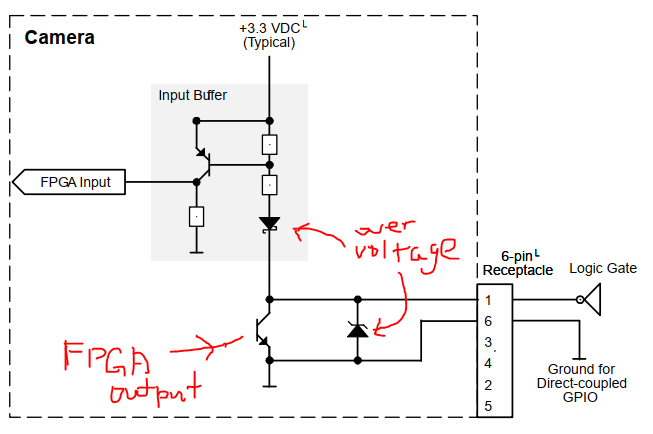 +3.3 VDC
(Typical)
Camera
Input Buffer
FPGA Input
over
voltage
6-pin
Receptacle
Logic Gate
1
6
3
4
2
5
FPGA
output
Ground for
Direct-coupled
GPIO